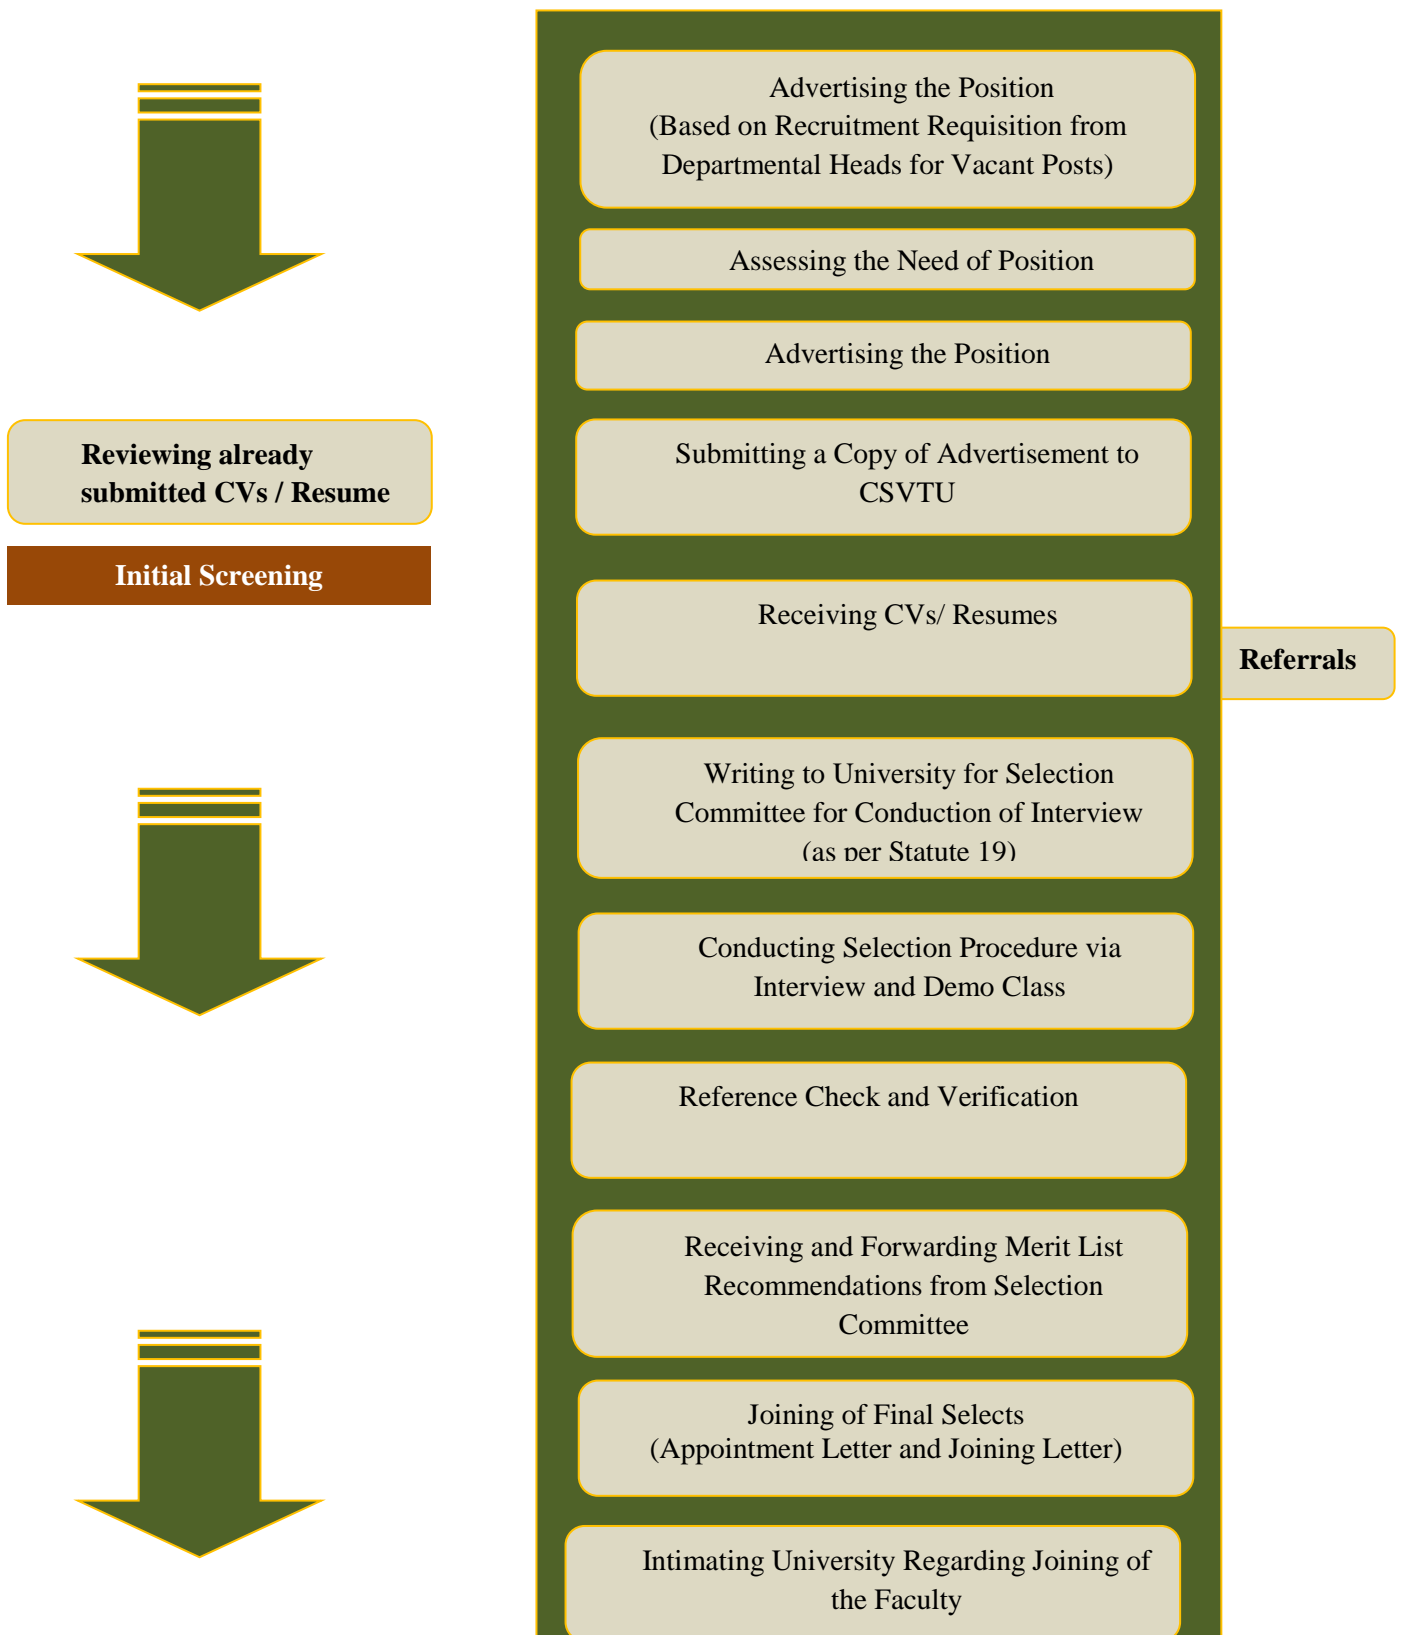 Advertising the Position
(Based on Recruitment Requisition from
Departmental Heads for Vacant Posts)
Assessing the Need of Position
Advertising the Position
Reviewing already
submitted CVs / Resume
Submitting a Copy of Advertisement to
CSVTU
Initial Screening
Receiving CVs/ Resumes
Referrals
Writing to University for Selection
Committee for Conduction of Interview
(as per Statute 19)
Conducting Selection Procedure via
Interview and Demo Class
Reference Check and Verification
Receiving and Forwarding Merit List
Recommendations from Selection
Committee
Joining of Final Selects
(Appointment Letter and Joining Letter)
Intimating University Regarding Joining of
the Faculty